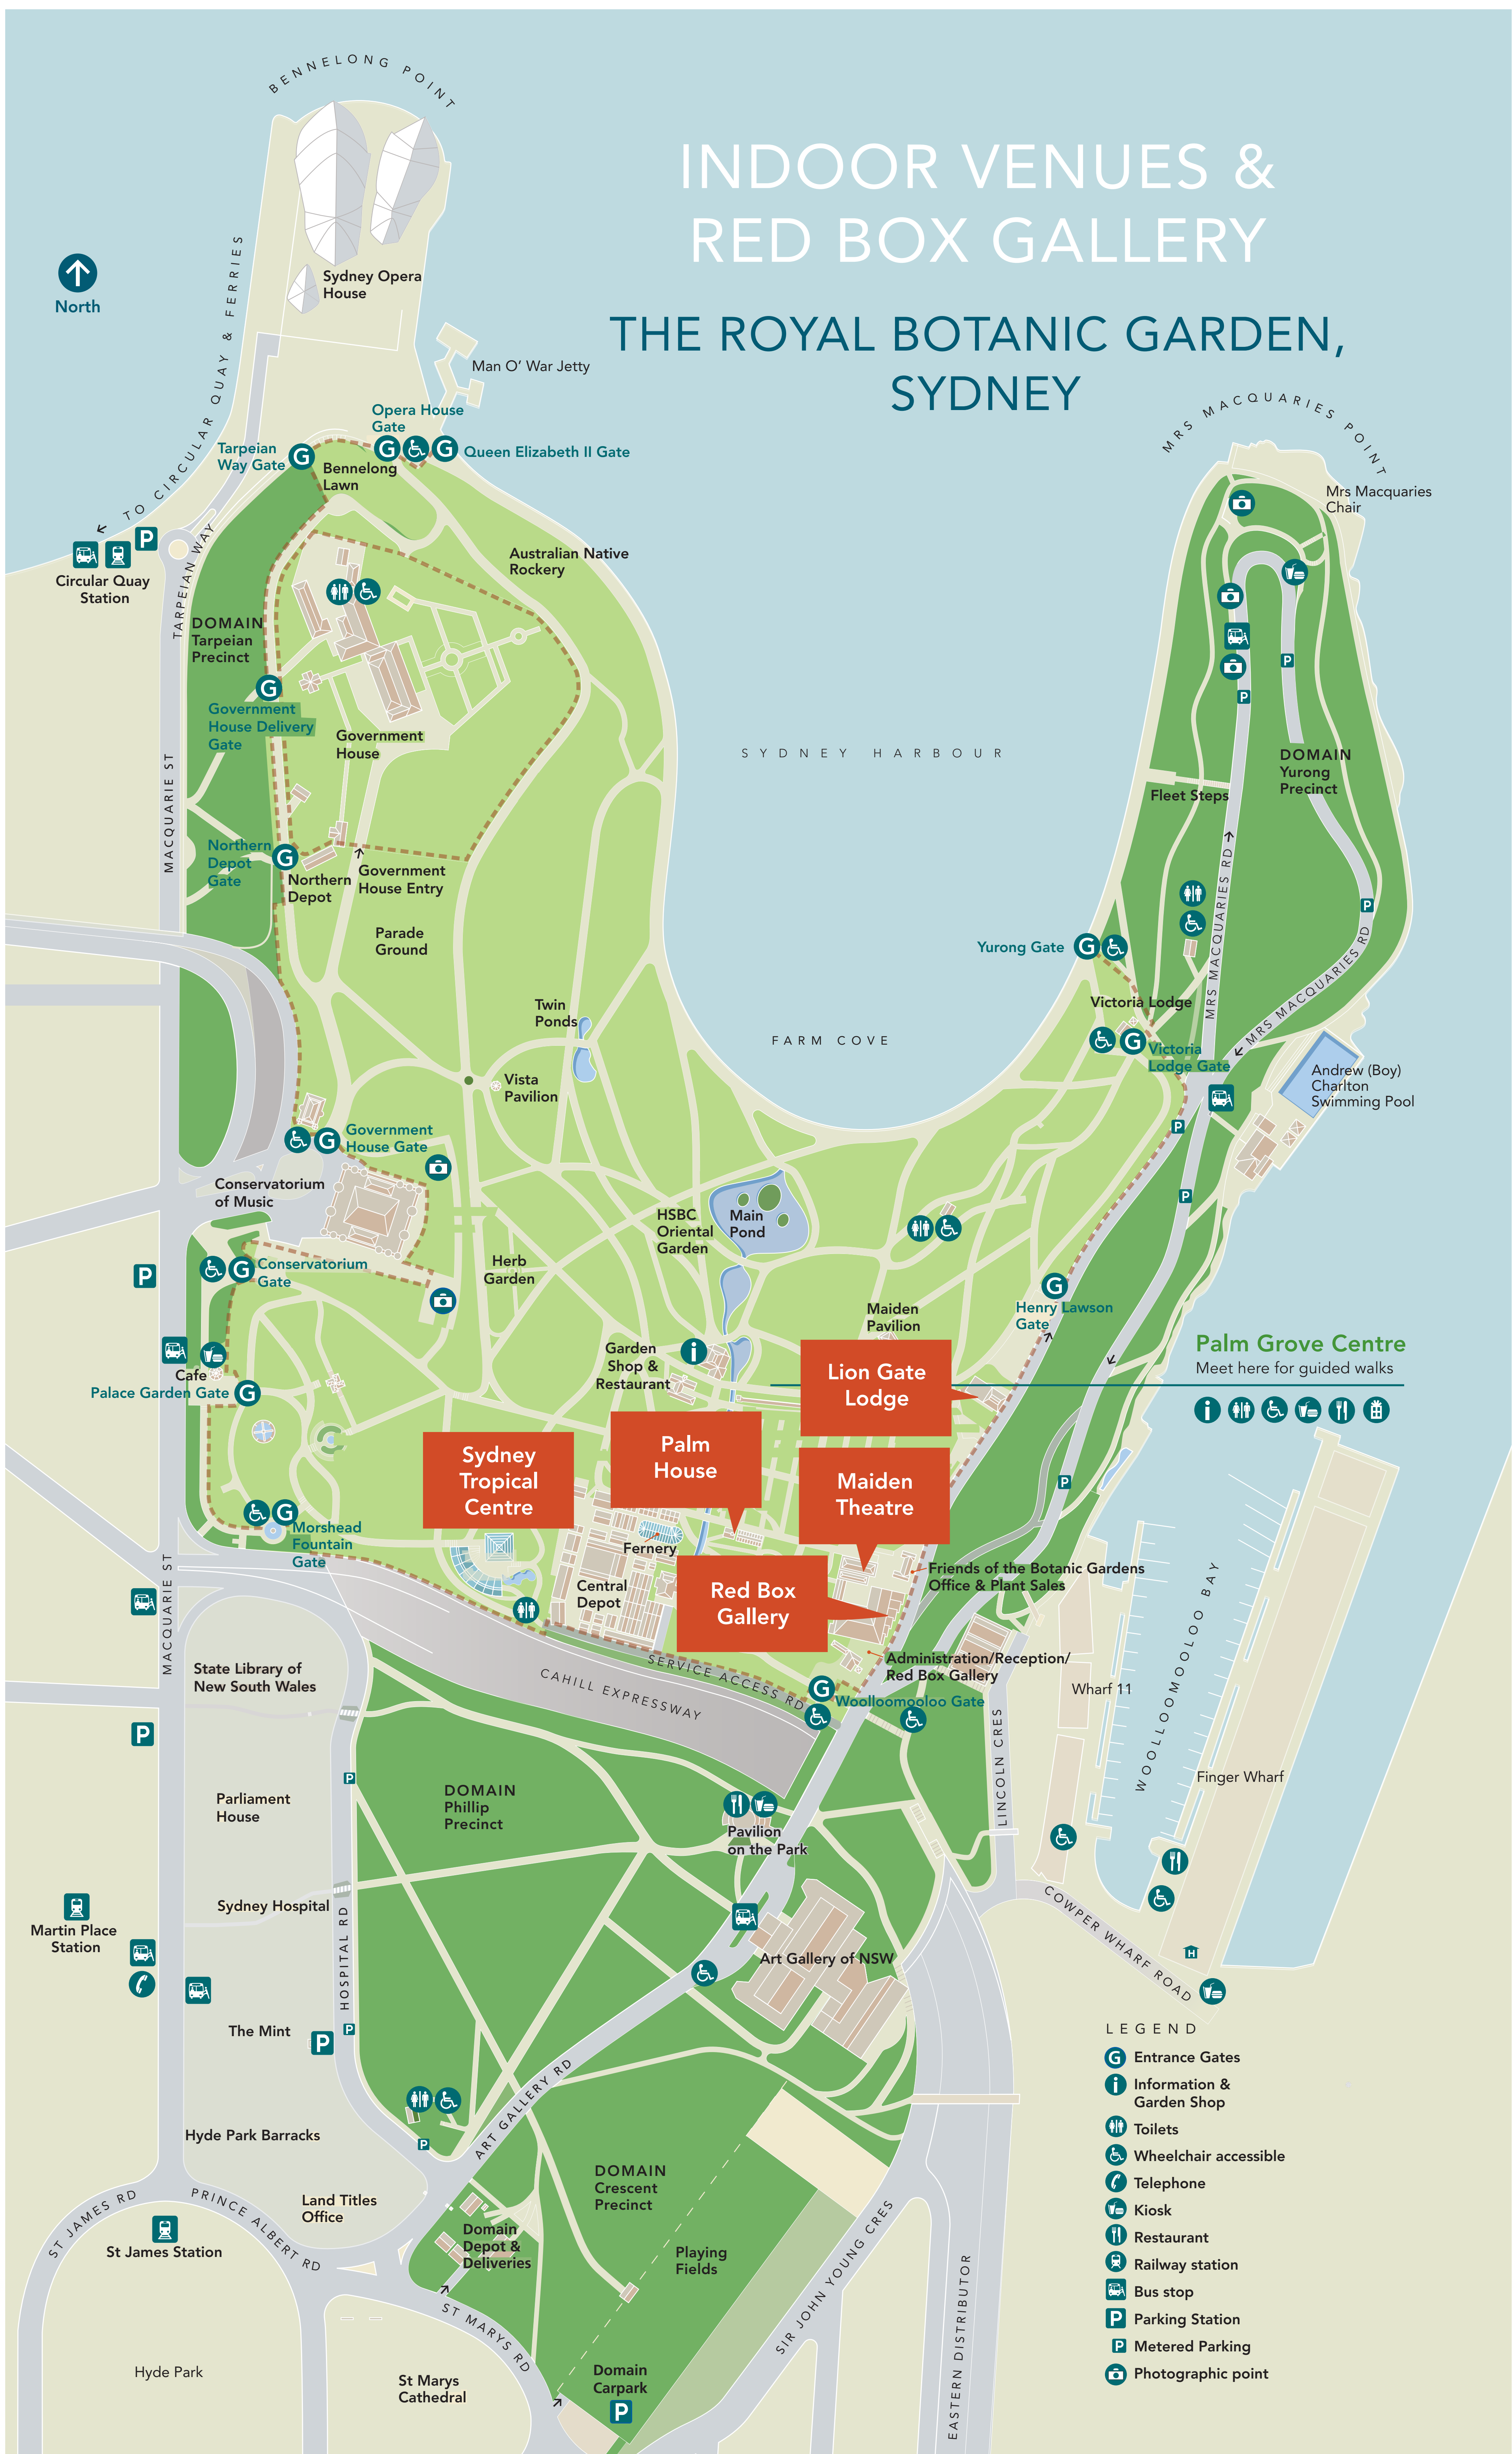 BENNELONG POINT
INDOOR VENUES &
RED BOX GALLERY
THE ROYAL BOTANIC GARDEN,
SYDNEY
North
TO CIRCULAR QUAY & FERRIES
Sydney Opera
House
Man O' War Jetty
Opera House
Gate
Tarpeian
Way Gate
G
G
G
Queen Elizabeth II Gate
Bennelong
Lawn
MRS MACQUARIES POINT
Mrs Macquaries
Chair
P
Circular Quay
Station
TARPEIAN WAY
Australian Native
Rockery
DOMAIN
Tarpeian
Precinct
G
Government
House Delivery
Gate
Government
House
P
P
SYDNEY HARBOUR
DOMAIN
Yurong
Precinct
Fleet Steps
MACQUARIE ST
Northern
Depot
Gate
G
Northern
Depot
Government
House Entry
MRS MACQUARIES RD
P
MRS MACQUARIES RD
Parade
Ground
Yurong Gate
G
Victoria Lodge
Twin
Ponds
FARM COVE
G
Victoria
Lodge Gate
Andrew (Boy)
Charlton
Swimming Pool
Vista
Pavilion
P
G
Government
House Gate
Conservatorium
of Music
P
HSBC
Oriental
Garden
Main
Pond
G
Conservatorium
Gate
P
Herb
Garden
G
Henry Lawson
Gate
Maiden
Pavilion
Palm Grove Centre
Meet here for guided walks
i
i
Garden
Shop &
Restaurant
Cafe
Palace Garden Gate
G
Lion Gate
Lodge
Palm
House
Sydney
Tropical
Centre
Maiden
Theatre
P
G
Morshead
Fountain
Gate
Fernery
Central
Depot
Red Box
Gallery
Friends of the Botanic Gardens
Office & Plant Sales
MACQUARIE ST
State Library of
New South Wales
CAHILL EXPRESSWAY
SERVICE ACCESS RD
Administration/Reception/
Red Box Gallery
G
Woolloomooloo Gate
Wharf 11
WOOLLOOMOOLOO BAY
P
LINCOLN CRES
Finger Wharf
P
Parliament
House
DOMAIN
Phillip
Precinct
Pavilion
on the Park
Sydney Hospital
Martin Place
Station
HOSPITAL RD
Art Gallery of NSW
COWPER WHARF ROAD
H
The Mint
P
P
LEGEND
G
Entrance Gates
i
Information &
Garden Shop
Toilets
Wheelchair accessible
Telephone
Kiosk
Restaurant
Railway station
Bus stop
P
Parking Station
P
Metered Parking
Photographic point
ART GALLERY RD
Hyde Park Barracks
P
DOMAIN
Crescent
Precinct
ST JAMES RD
PRINCE ALBERT RD
Land Titles
Office
St James Station
Domain
Depot &
Deliveries
Playing
Fields
SIR JOHN YOUNG CRES
EASTERN DISTRIBUTOR
ST MARYS RD
Hyde Park
St Marys
Cathedral
Domain
Carpark
P